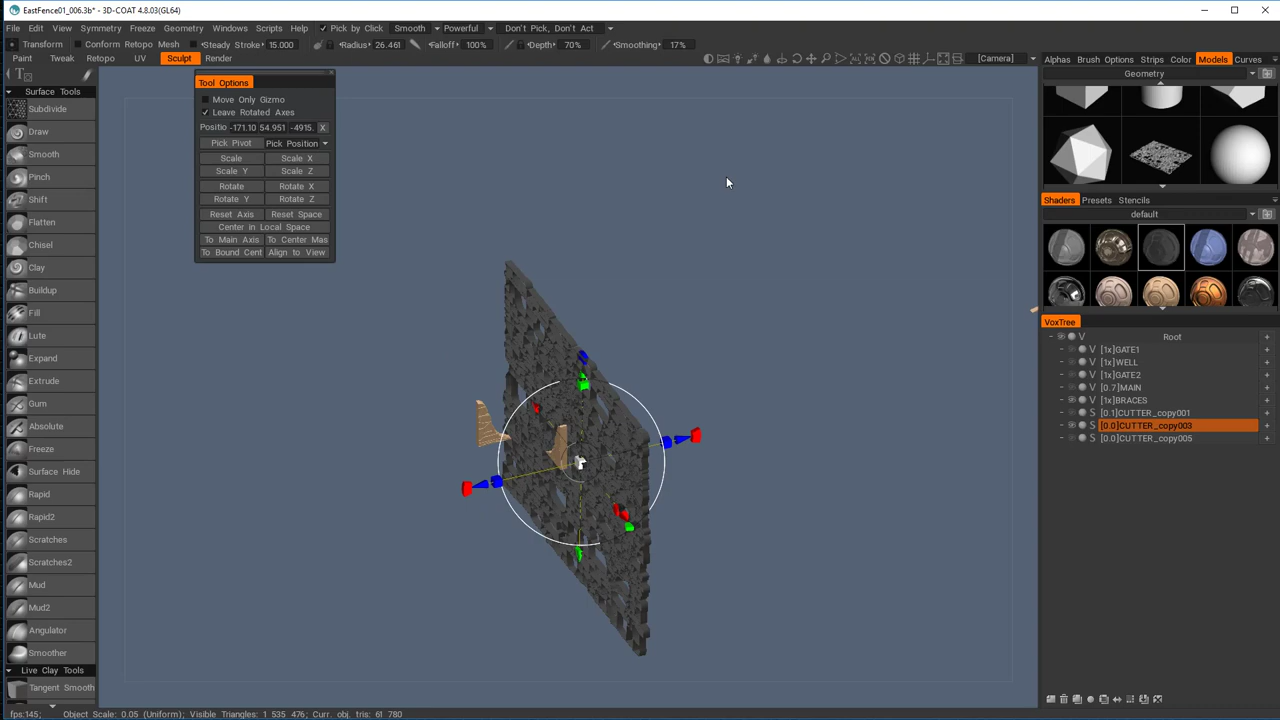 EastFence01_006.3b* - 3D-COAT 4.8.03(GL64)
File Edit View Symmetry Freeze Geometry Windows Scripts Help Pick by Click Smooth Powerful Don't Pick, Don't Act
Transform Conform Retopo Mesh Steady Stroke 15.000 Radius 26.461 Falloff 100% Depth 70% Smoothing 17%
Paint Tweak Retopo UV Sculpt Render [Camera] Alphas Brush Options Strips Color Models Curves
Geometry
Surface Tools
Subdivide
Draw
Smooth
Pinch
Shift
Flatten
Chisel
Clay
Buildup
Fill
Lute
Expand
Extrude
Gum
Absolute
Freeze
Surface Hide
Rapid
Rapid2
Scratches
Scratches2
Mud
Mud2
Angulator
Smoother
Live Clay Tools
Tangent Smooth
Tool Options
Move Only Gizmo
Leave Rotated Axes
Positio -171.10 54.951 -4915. X
Pick Pivot Pick Position
Scale Scale X
Scale Y Scale Z
Rotate Rotate X
Rotate Y Rotate Z
Reset Axis Reset Space
Center in Local Space
To Main Axis To Center Mas
To Bound Cent Align to View
Shaders Presets Stencils
default
VoxTree
V Root
V [1x]GATE1
V [1x]WELL
V [1x]GATE2
V [0.7]MAIN
V [1x]BRACES
S [0.1]CUTTER_copy001
S [0.0]CUTTER_copy003
S [0.0]CUTTER_copy005
fps:145; Object Scale: 0.05 (Uniform); Visible Triangles: 1 535 476; Curr. obj. tris: 61 780